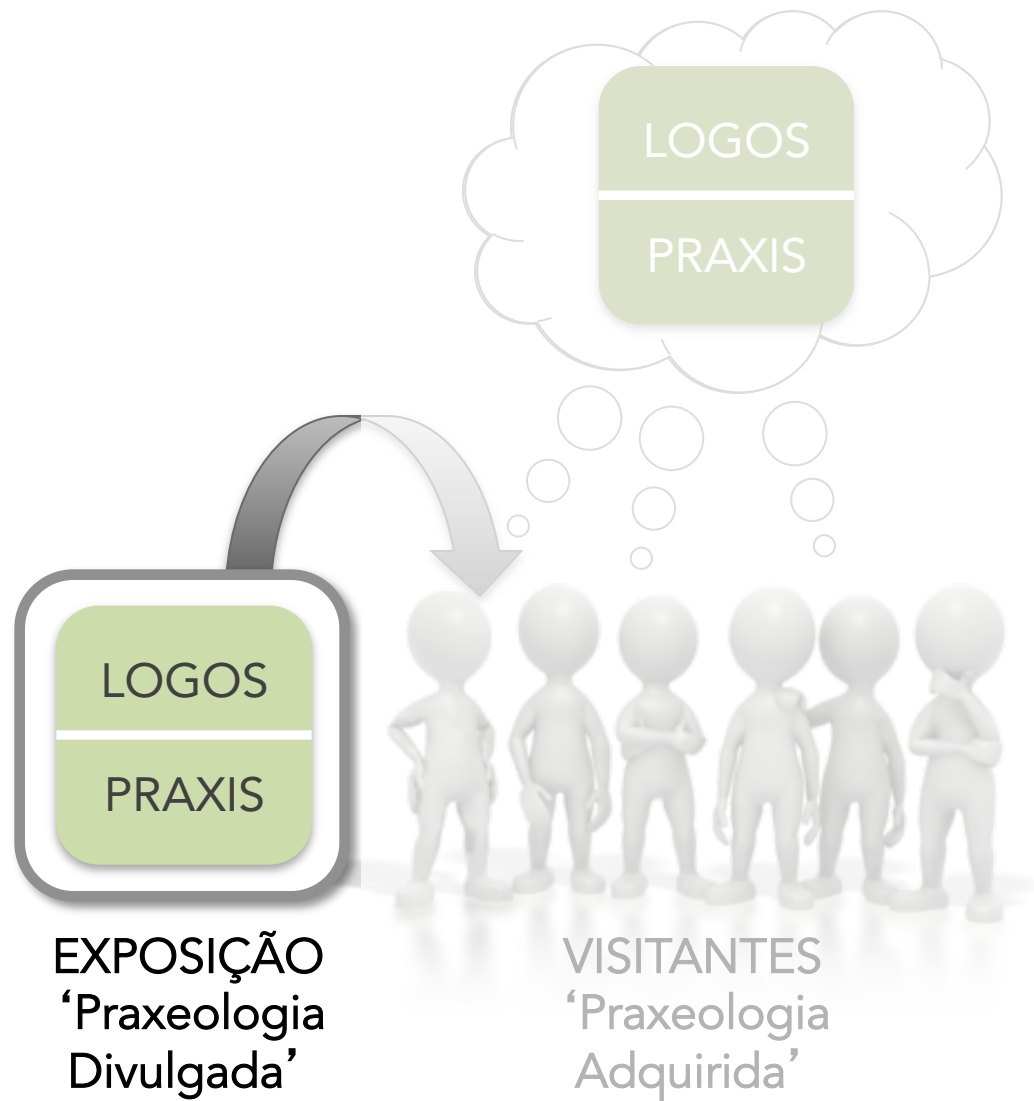 LOGOS
PRAXIS
LOGOS
PRAXIS
EXPOSIÇÃO
‘Praxeologia
Divulgada’
VISITANTES
‘Praxeologia
Adquirida’